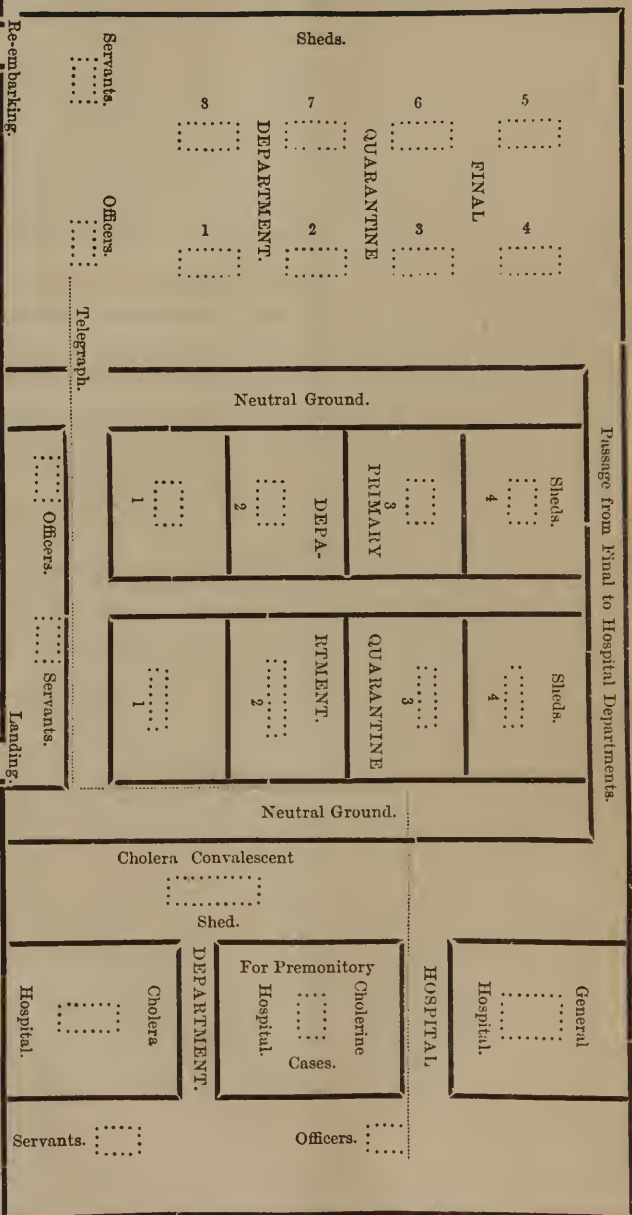 Sheds.
Servants.
Re-embarking.
8
7
6
5
FINAL
QUARANTINE
DEPARTMENT.
Officers.
1
2
3
4
Telegraph.
Neutral Ground.
Passage from Final to Hospital Departments.
Sheds.
4
3
PRIMARY
DEPA-
2
1
Officers.
Sheds.
4
QUARANTINE
3
RTMENT.
2
1
Servants.
Landing.
Neutral Ground.
Cholera Convalescent
Shed.
HOSPITAL
DEPARTMENT.
General
Hospital.
For Premonitory
Cholerine
Hospital.
Cases.
Cholera
Hospital.
Servants.
Officers.